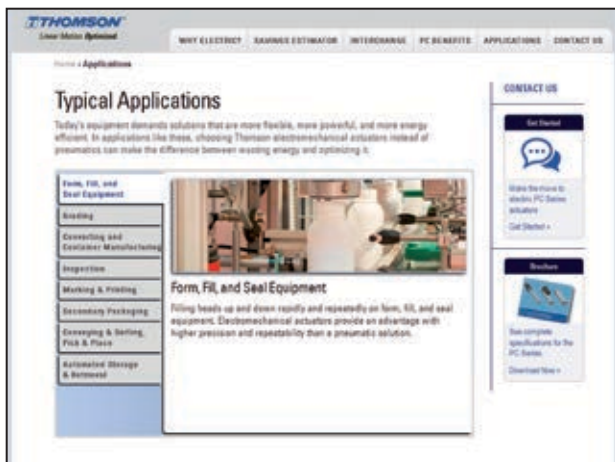 THOMSON
Linear Motion Optimized
WHY ELECTRIC? SAVINGS ESTIMATOR INTERCHANGE PC BENEFITS APPLICATIONS CONTACT US
Home » Applications
Typical Applications
Today's equipment demands solutions that are more flexible, more powerful, and more energy
efficient. In applications like these, choosing Thomson electromechanical actuators instead of
pneumatics can make the difference between wasting energy and optimizing it.
Form, Fill, and
Seal Equipment
Converting and
Container Manufacturing
Inspection
Marking & Printing
Secondary Packaging
Conveying & Sorting,
Pick & Place
Automated Storage
& Retrieval
Form, Fill, and Seal Equipment
Filling heads up and down rapidly and repeatedly on form, fill, and seal
equipment. Electromechanical actuators provide an advantage with
higher precision and repeatability than a pneumatic solution.
CONTACT US
Get Started
Make the move to
electric PC Series
actuators
Get Started »
Brochure
See complete
specifications for the
PC Series.
Download Now »